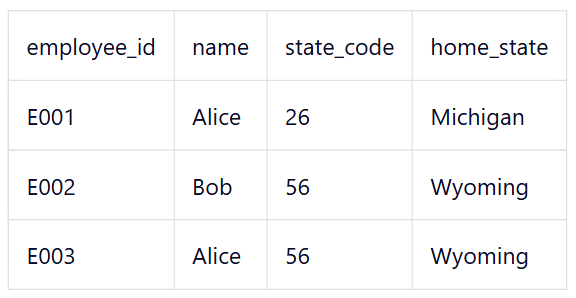 employee_id name state_code home_state
E001 Alice 26 Michigan
E002 Bob 56 Wyoming
E003 Alice 56 Wyoming